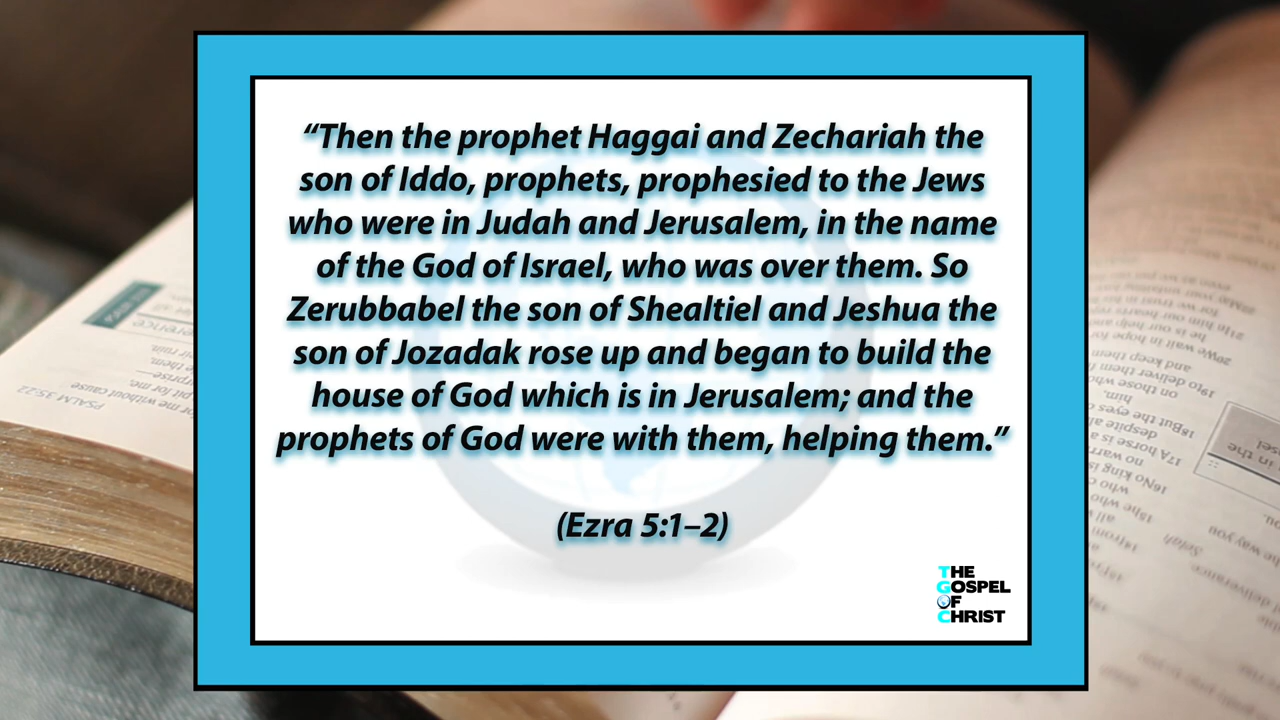 “Then the prophet Haggai and Zechariah the
son of Iddo, prophets, prophesied to the Jews
who were in Judah and Jerusalem, in the name
of the God of Israel, who was over them. So
Zerubbabel the son of Shealtiel and Jeshua the
son of Jozadak rose up and began to build the
house of God which is in Jerusalem; and the
prophets of God were with them, helping them.”
(Ezra 5:1–2)
THE
GOSPEL
OF
CHRIST
PSALM 35:22